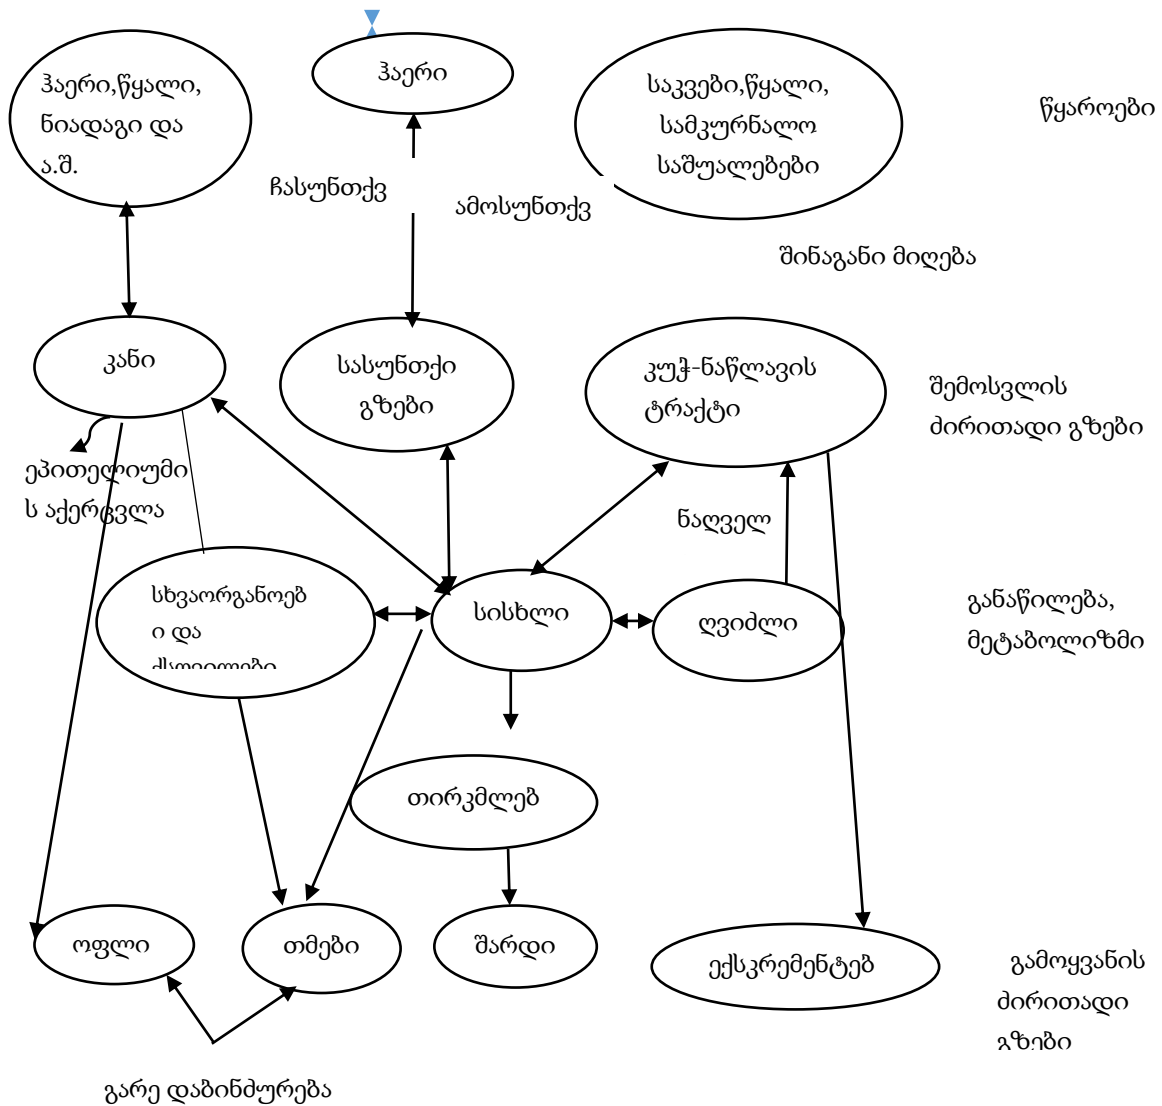 ჰაერი,წყალი,
ნიადაგი და
ა.შ.
ჰაერი
საკვები,წყალი,
სამკურნალო
საშუალებები
წყაროები
ჩასუნთქვ
ამოსუნთქვ
შინაგანი მიღება
კანი
სასუნთქი
გზები
კუჭ-ნაწლავის
ტრაქტი
შემოსვლის
ძირითადი გზები
ეპითელიუმი
ს აქერცვლა
ნაღველ
სხვაორგანოებ
ი და
ქსოვილები
სისხლი
ღვიძლი
განაწილება,
მეტაბოლიზმი
თირკმლებ
ოფლი
თმები
შარდი
ექსკრემენტებ
გამოყვანის
ძირითადი
გზები
გარე დაბინძურება